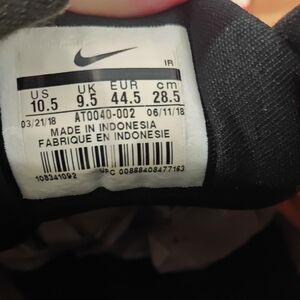 IR
US UK EUR cm
10.5 9.5 44.5 28.5
03/21/18 AT0040-002 06/11/18
MADE IN INDONESIA
FABRIQUE EN INDONESIE
108341092 UPC 00888408477163